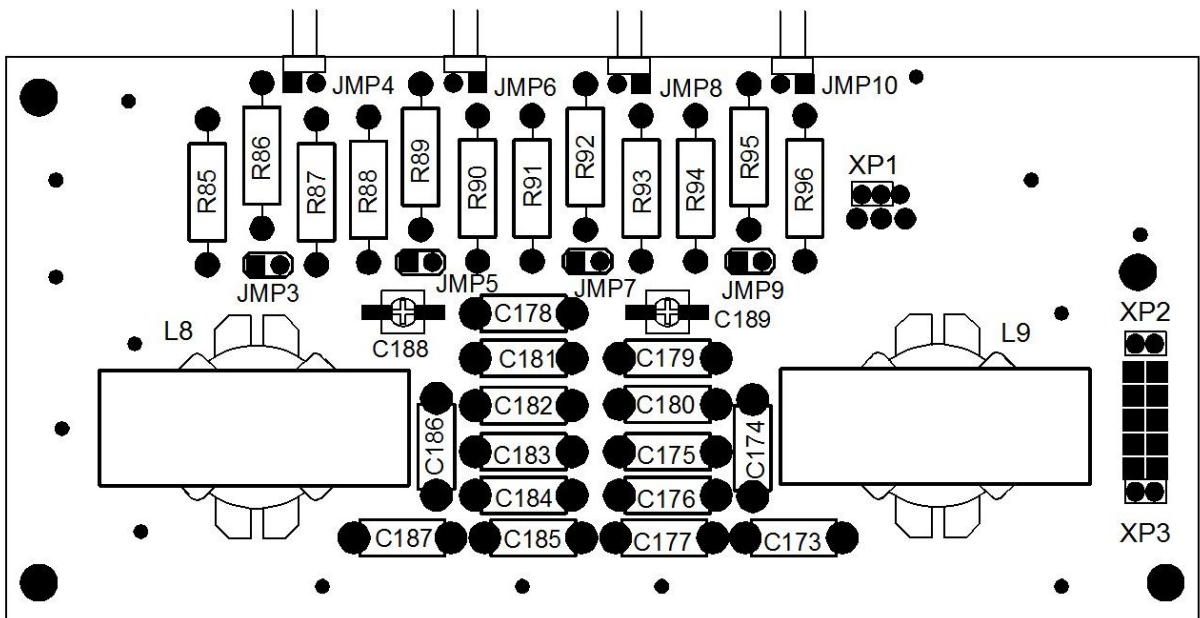 JMP4
JMP6
JMP8
JMP10
R85
R86
R87
R88
R89
R90
R91
R92
R93
R94
R95
R96
XP1
JMP3
JMP5
JMP7
JMP9
L8
C188
C178
C189
L9
XP2
C181
C179
C182
C180
C186
C183
C175
C174
C184
C176
C187
C185
C177
C173
XP3